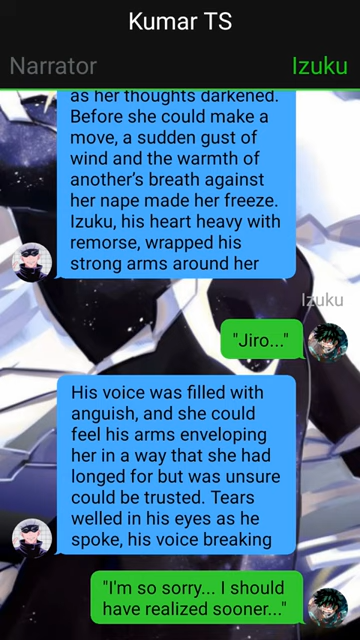 Kumar TS
Narrator
Izuku
as her thoughts darkened.
Before she could make a
move, a sudden gust of
wind and the warmth of
another’s breath against
her nape made her freeze.
Izuku, his heart heavy with
remorse, wrapped his
strong arms around her
Izuku
"Jiro..."
His voice was filled with
anguish, and she could
feel his arms enveloping
her in a way that she had
longed for but was unsure
could be trusted. Tears
welled in his eyes as he
spoke, his voice breaking
"I'm so sorry... I should
have realized sooner..."